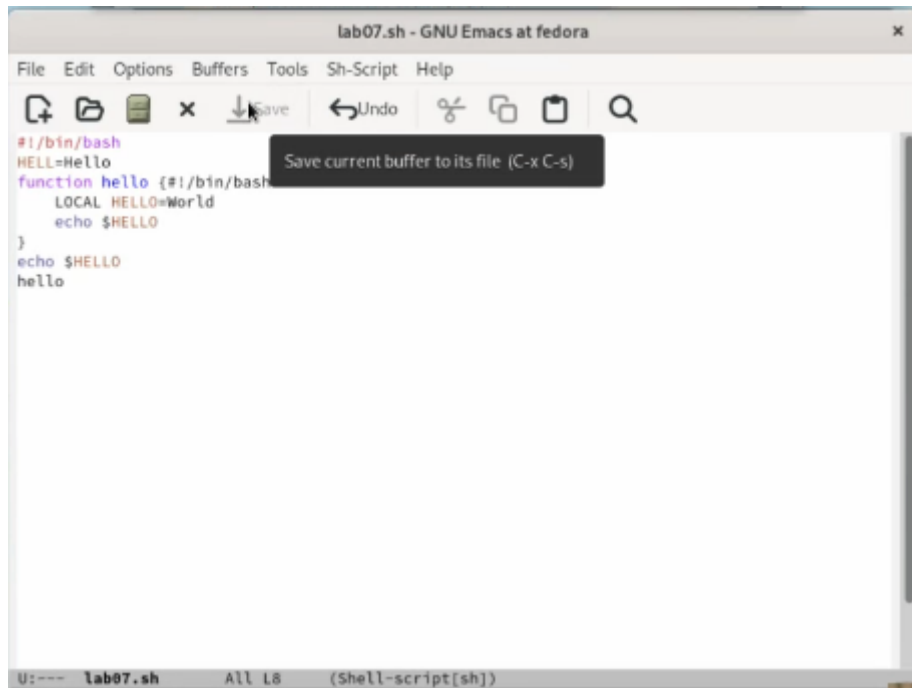 lab07.sh - GNU Emacs at fedora
File Edit Options Buffers Tools Sh-Script Help
Save Undo
#!/bin/bash
HELL=Hello
Save current buffer to its file (C-x C-s)
function hello {#!/bin/bash
LOCAL HELLO=World
echo $HELLO
}
echo $HELLO
hello
U:--- lab07.sh All L8 (Shell-script[sh])